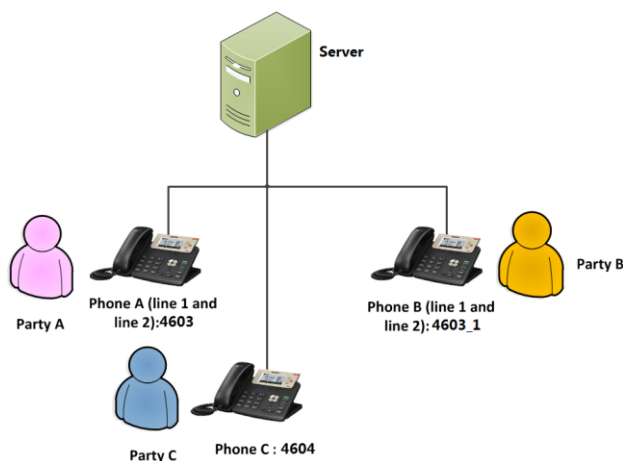 Server
Party A
Phone A (line 1 and
line 2):4603
Phone B (line 1 and
line 2): 4603_1
Party B
Party C
Phone C : 4604